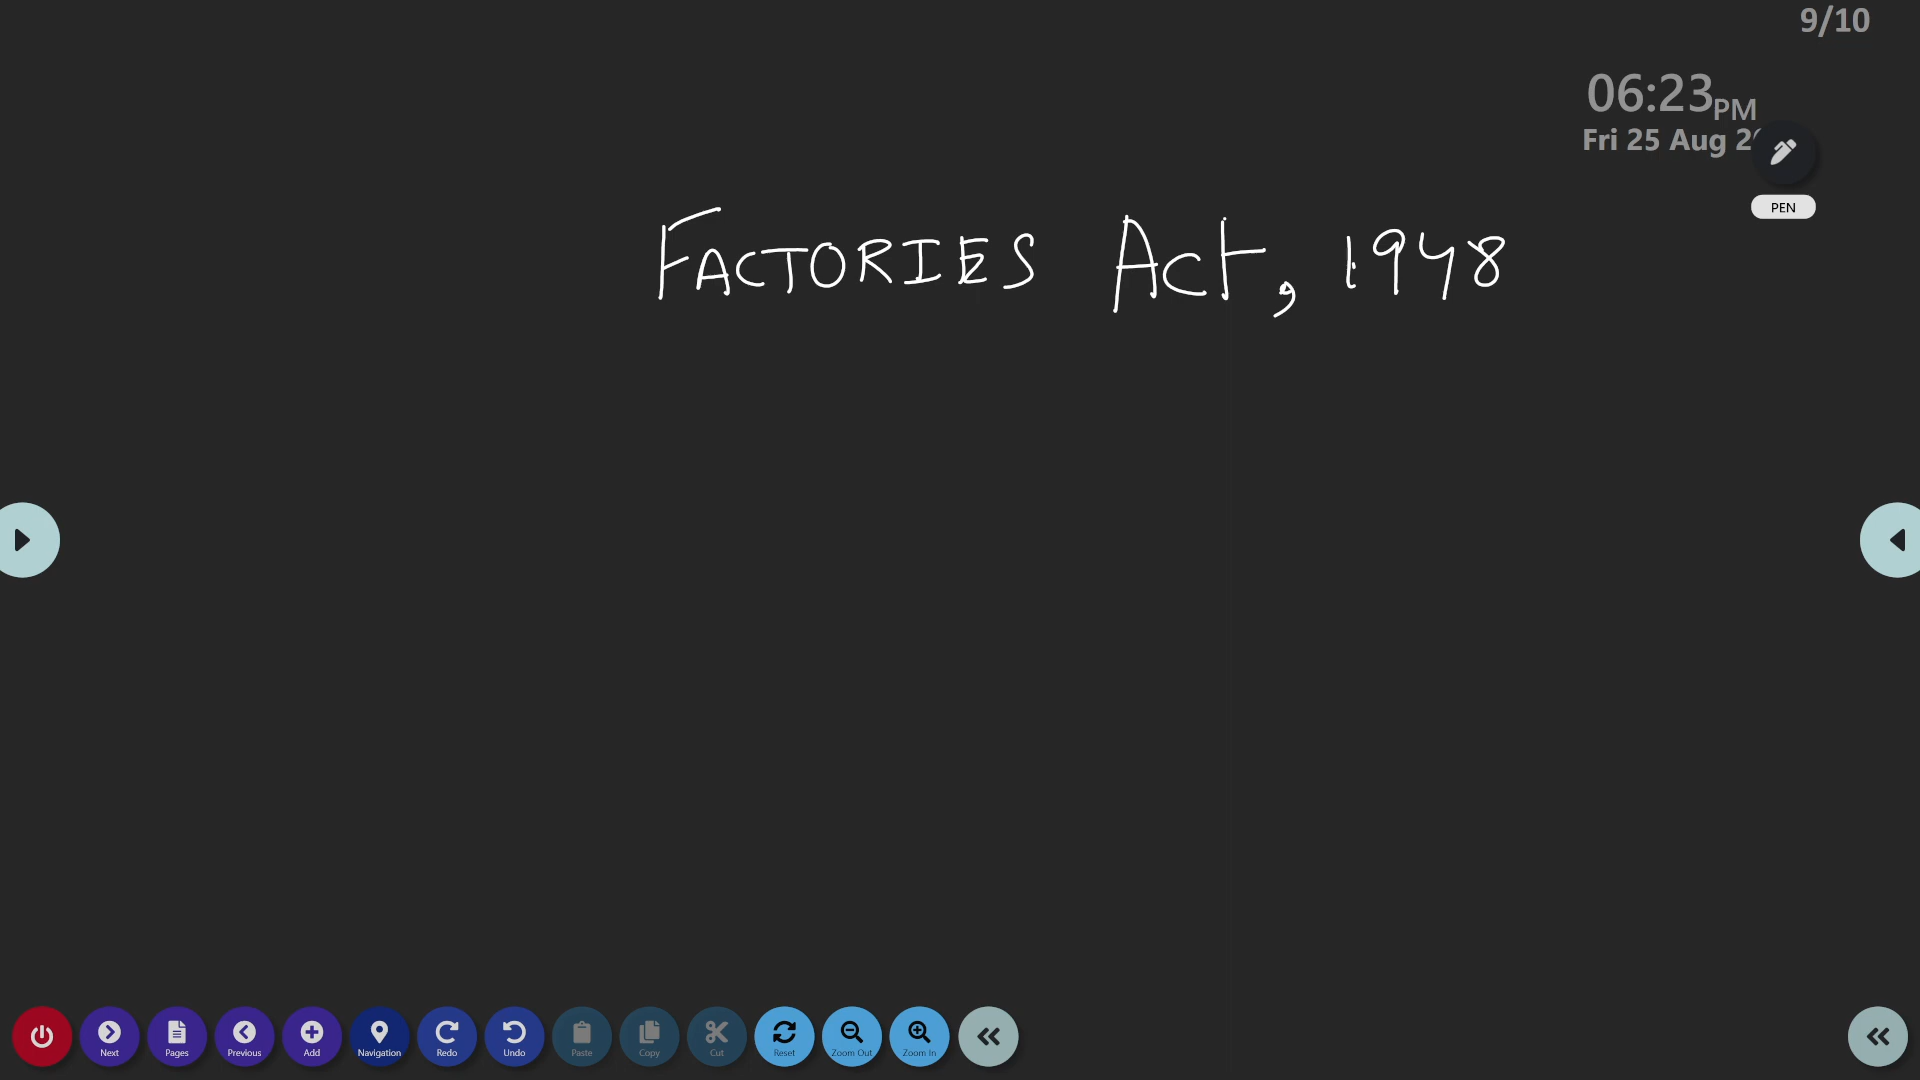 9/10
06:23PM
Fri 25 Aug 2
PEN
FACTORIES Act, 1948
Next
Pages
Previous
Add
Navigation
Redo
Undo
Paste
Copy
Cut
Reset
Zoom Out
Zoom In